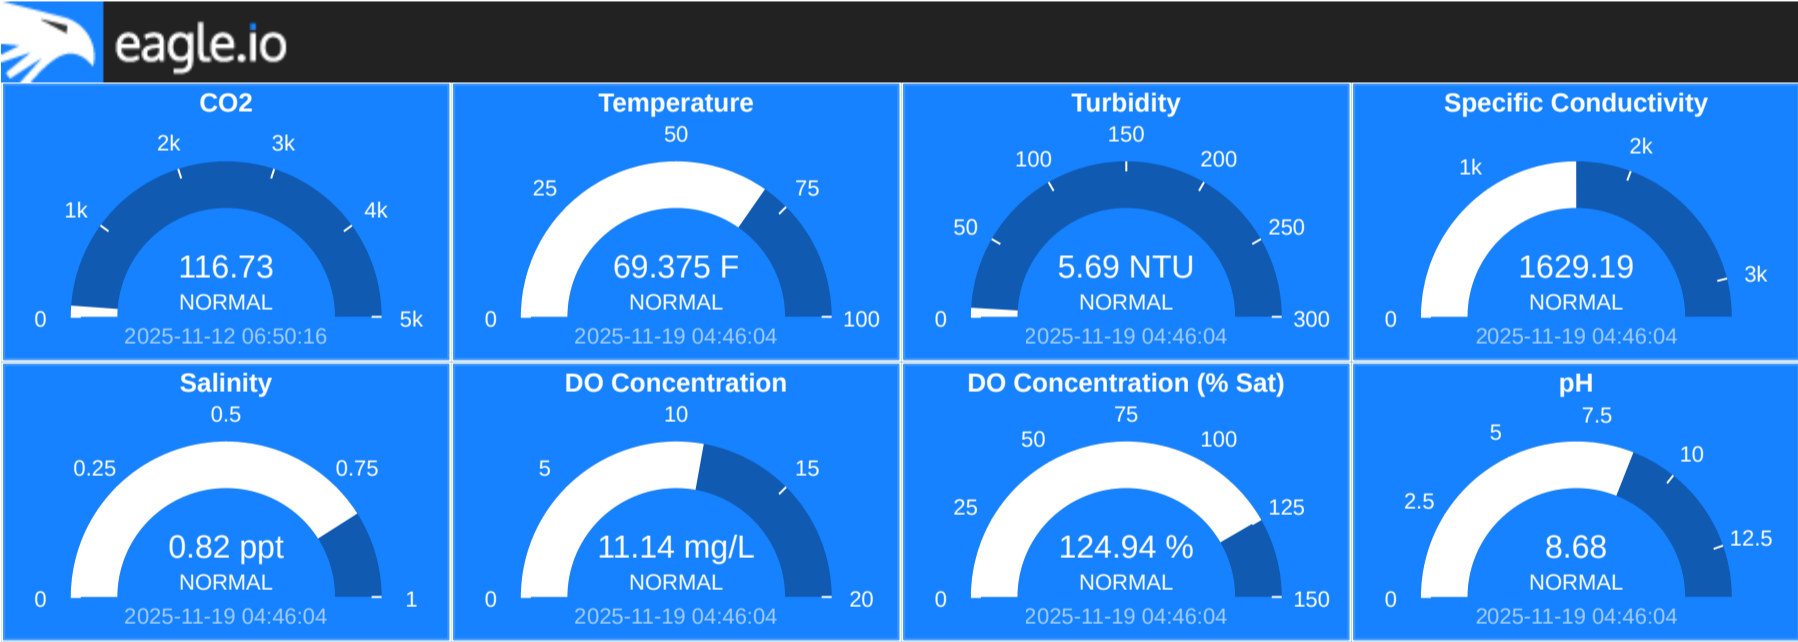 eagle.io
CO2
2k 3k
1k 4k
116.73
NORMAL
0 5k
2025-11-12 06:50:16
Temperature
50
25 75
69.375 F
NORMAL
0 100
2025-11-19 04:46:04
Turbidity
150
100 200
50 250
5.69 NTU
NORMAL
0 300
2025-11-19 04:46:04
Specific Conductivity
2k
1k
1629.19 3k
NORMAL
0
2025-11-19 04:46:04
Salinity
0.5
0.25 0.75
0.82 ppt
NORMAL
0 1
2025-11-19 04:46:04
DO Concentration
10
5 15
11.14 mg/L
NORMAL
0 20
2025-11-19 04:46:04
DO Concentration (% Sat)
75
50 100
25 125
124.94 %
NORMAL
0 150
2025-11-19 04:46:04
pH
7.5
5 10
2.5 12.5
8.68
NORMAL
0
2025-11-19 04:46:04